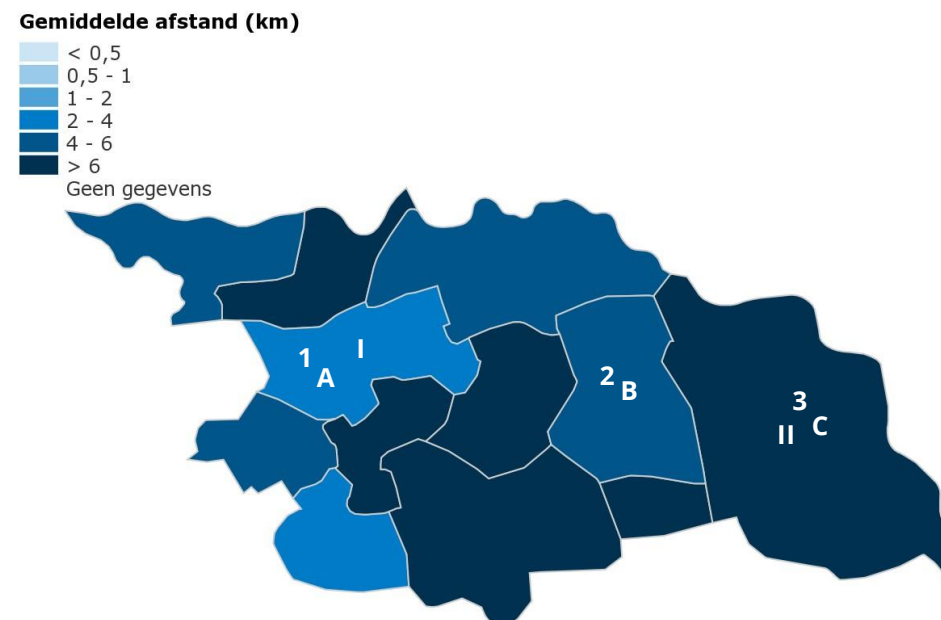 Gemiddelde afstand (km)
< 0,5
0,5 - 1
1 - 2
2 - 4
4 - 6
> 6
Geen gegevens
1
I
A
2
B
3
C
II